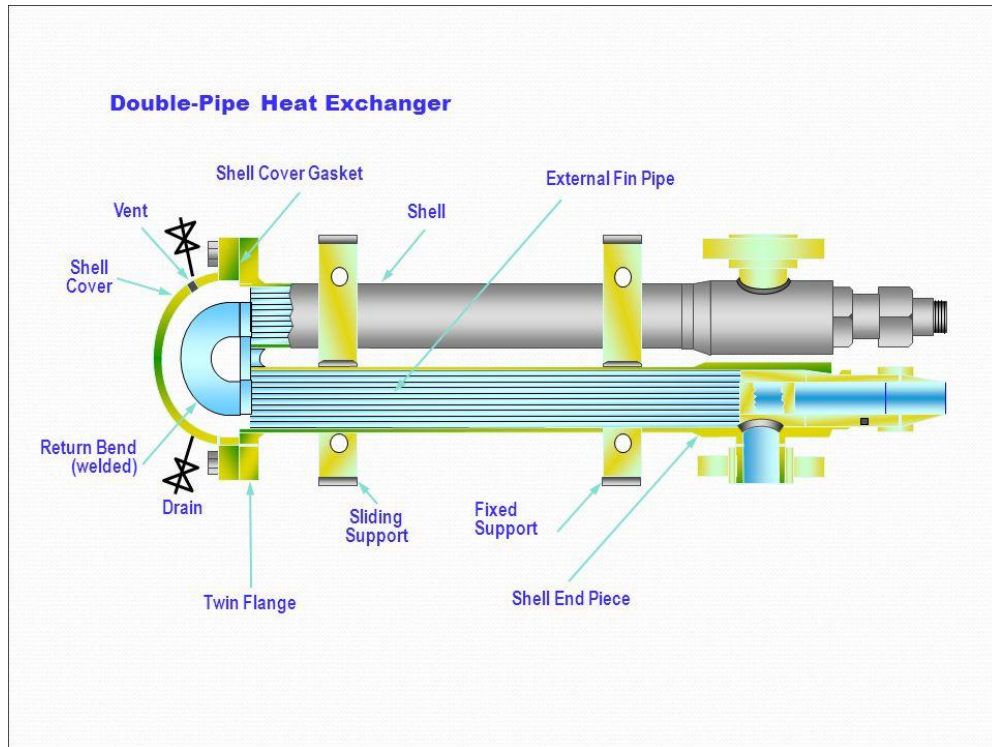 Double-Pipe Heat Exchanger
Shell Cover Gasket
External Fin Pipe
Vent
Shell
Shell
Cover
Return Bend
(welded)
Drain
Sliding
Support
Fixed
Support
Twin Flange
Shell End Piece